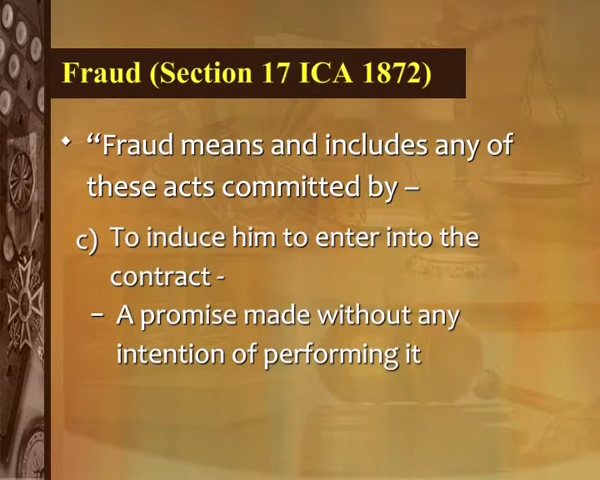 Fraud (Section 17 ICA 1872)
“Fraud means and includes any of
these acts committed by –
c) To induce him to enter into the
contract -
– A promise made without any
intention of performing it